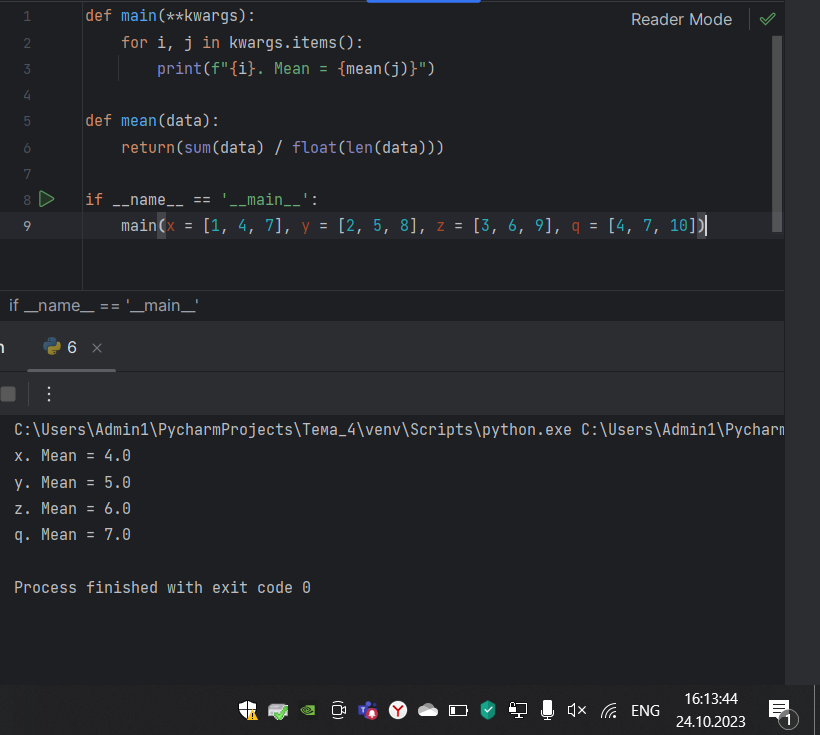 Reader Mode
1 def main(**kwargs):
2 for i, j in kwargs.items():
3 print(f"{i}. Mean = {mean(j)}")
4
5 def mean(data):
6 return(sum(data) / float(len(data)))
7
8 if __name__ == '__main__':
9 main(x = [1, 4, 7], y = [2, 5, 8], z = [3, 6, 9], q = [4, 7, 10])
if __name__ == '__main__'
n 6
C:\Users\Admin1\PycharmProjects\Тема_4\venv\Scripts\python.exe C:\Users\Admin1\Pycharm
x. Mean = 4.0
y. Mean = 5.0
z. Mean = 6.0
q. Mean = 7.0
Process finished with exit code 0
ENG
16:13:44
24.10.2023
1